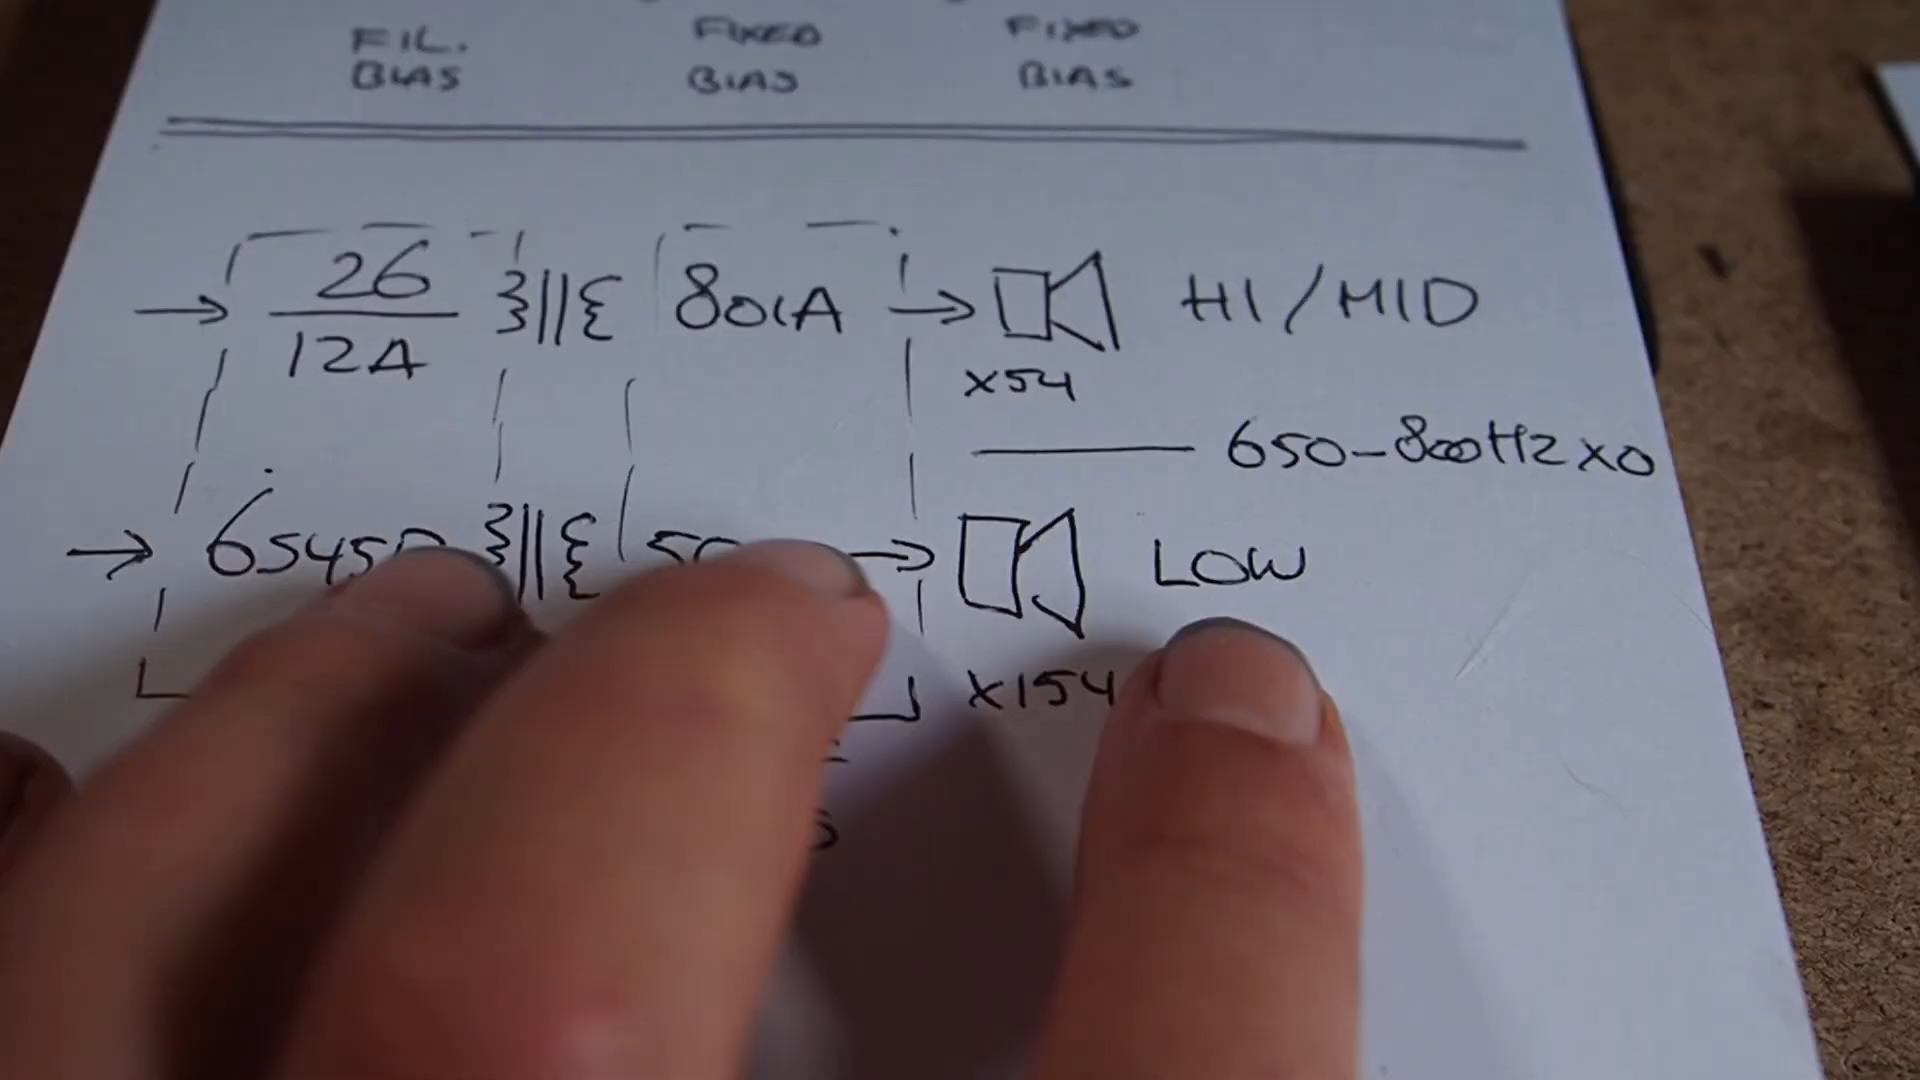 FIL. FIXED FIXED
BIAS BIAS BIAS
26 801A HI/MID
12A
x54
650-800Hz XO
LOW
x154